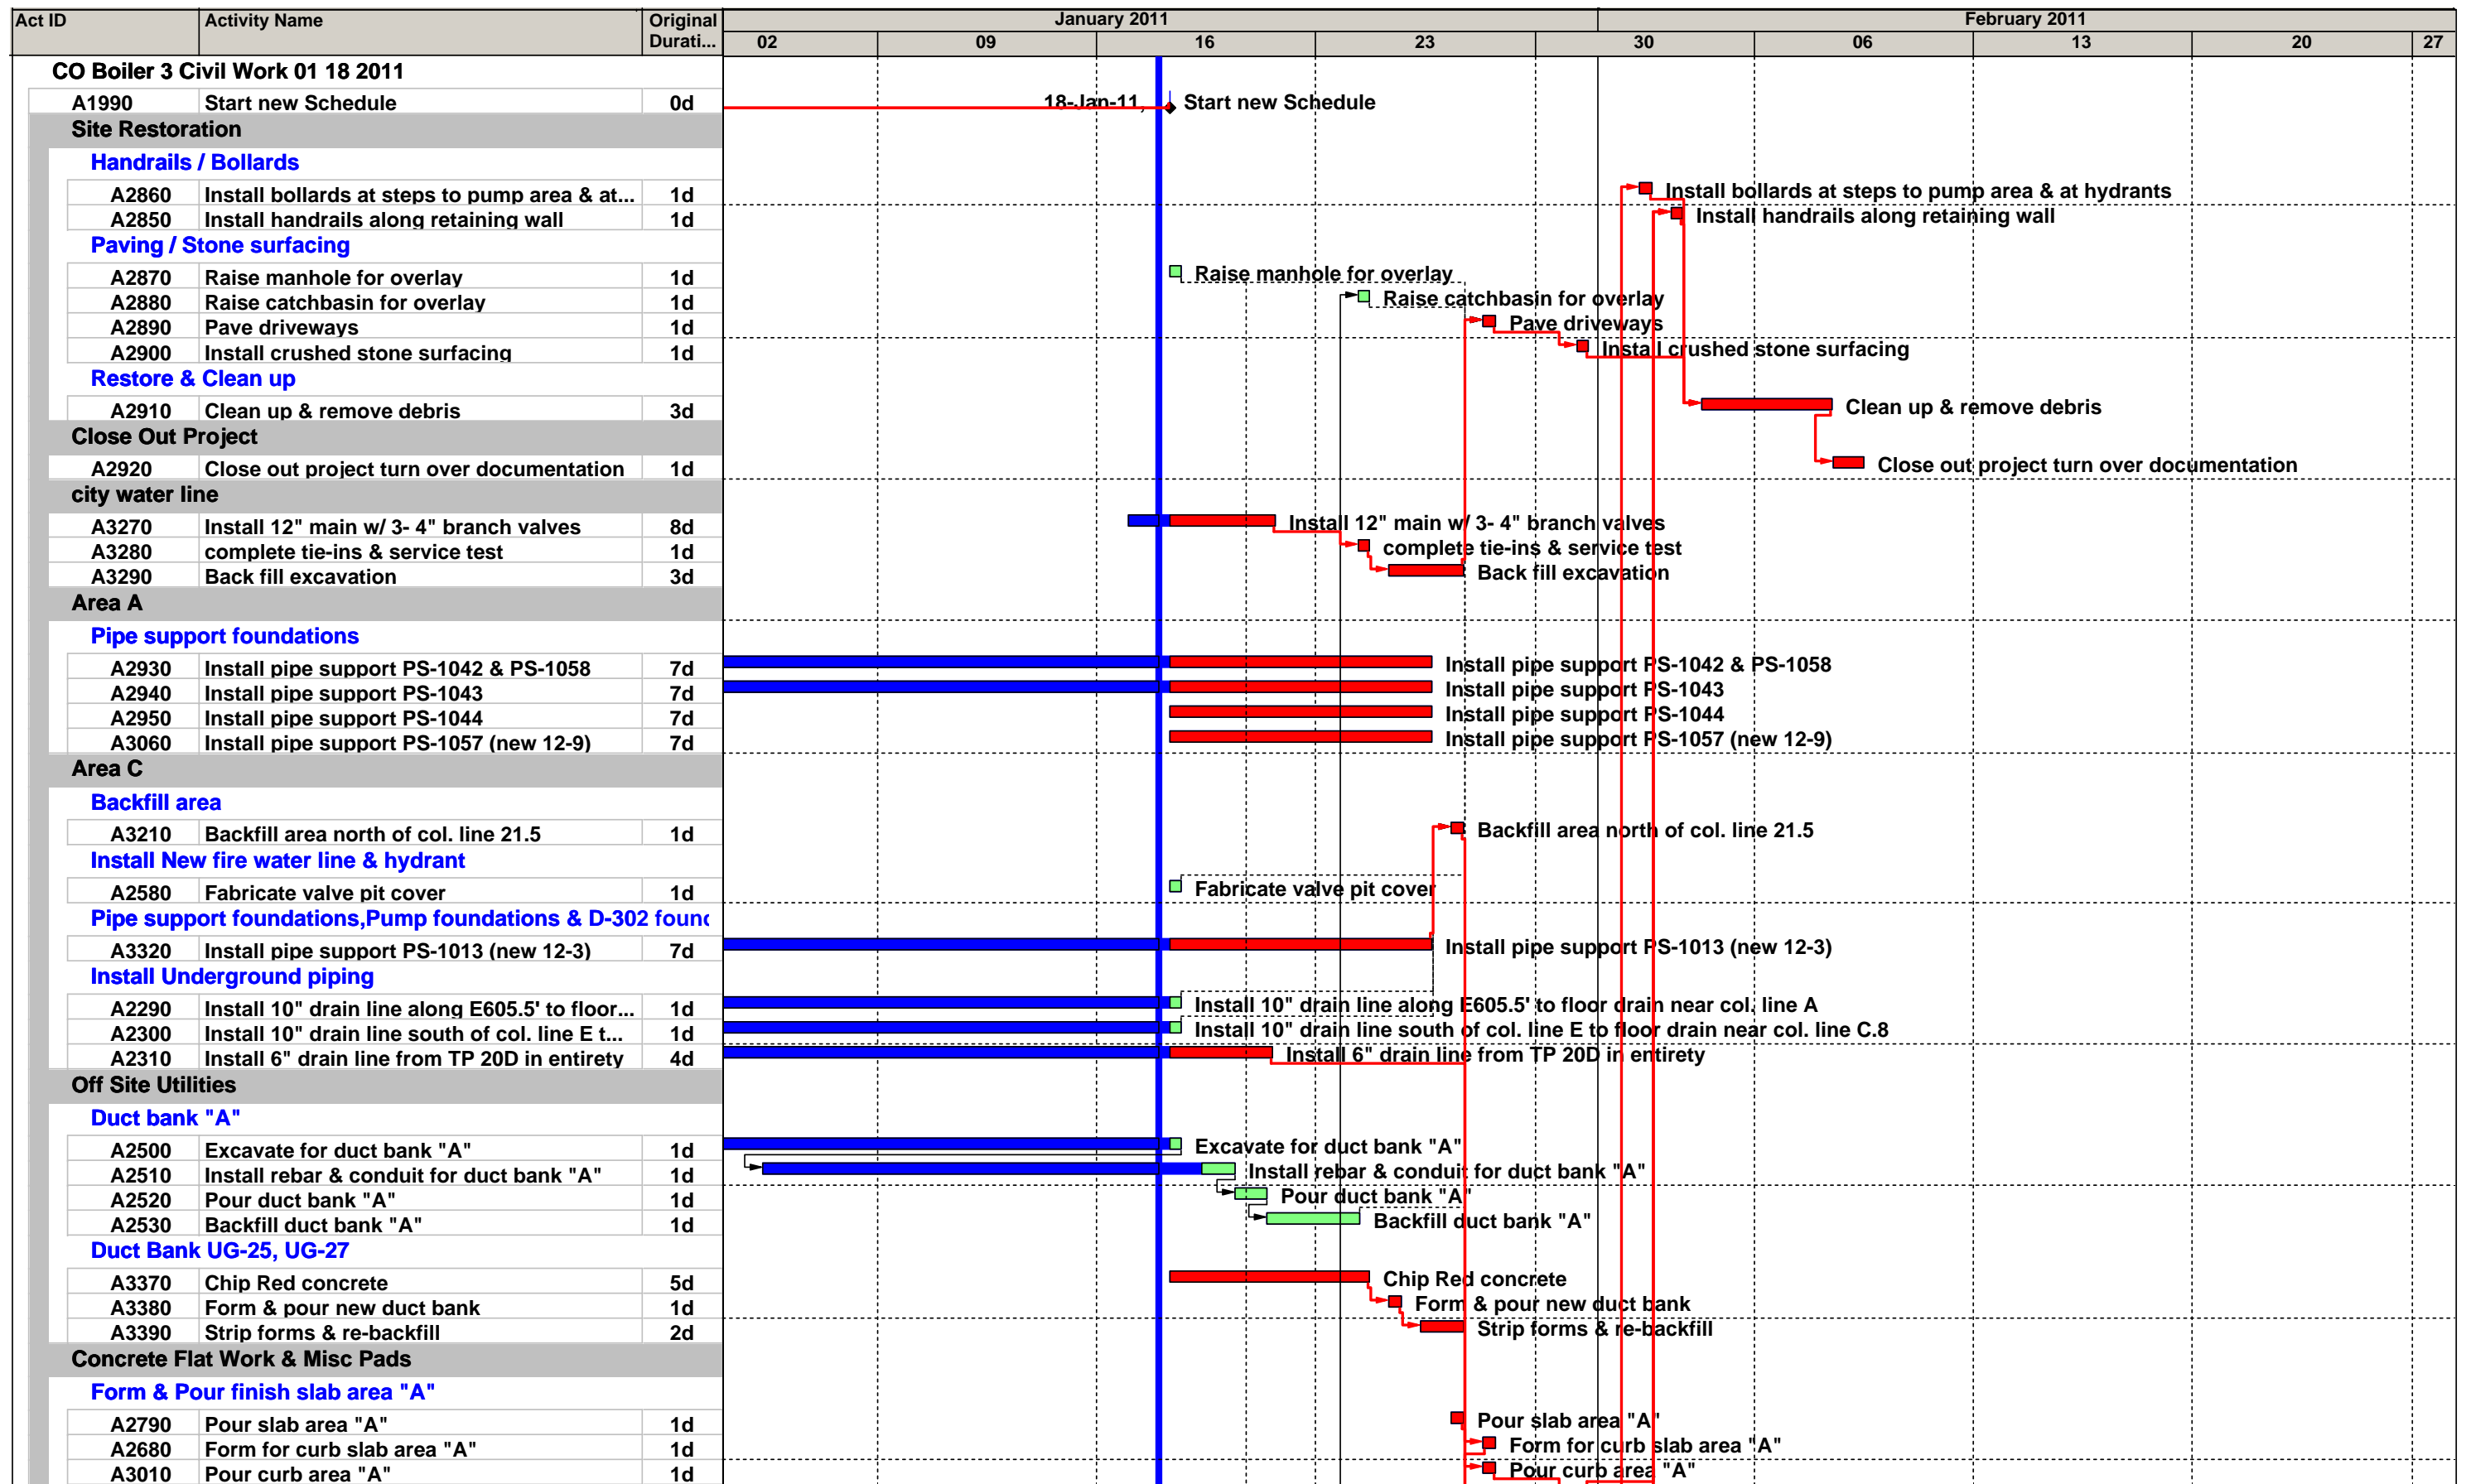 Act ID Activity Name Original Durati... January 2011 February 2011
02 09 16 23 30 06 13 20 27
CO Boiler 3 Civil Work 01 18 2011
A1990 Start new Schedule 0d 18-Jan-11, Start new Schedule
Site Restoration
Handrails / Bollards
A2860 Install bollards at steps to pump area & at... 1d Install bollards at steps to pump area & at hydrants
A2850 Install handrails along retaining wall 1d Install handrails along retaining wall
Paving / Stone surfacing
A2870 Raise manhole for overlay 1d Raise manhole for overlay
A2880 Raise catchbasin for overlay 1d Raise catchbasin for overlay
A2890 Pave driveways 1d Pave driveways
A2900 Install crushed stone surfacing 1d Install crushed stone surfacing
Restore & Clean up
A2910 Clean up & remove debris 3d Clean up & remove debris
Close Out Project
A2920 Close out project turn over documentation 1d Close out project turn over documentation
city water line
A3270 Install 12" main w/ 3- 4" branch valves 8d Install 12" main w/ 3- 4" branch valves
A3280 complete tie-ins & service test 1d complete tie-ins & service test
A3290 Back fill excavation 3d Back fill excavation
Area A
Pipe support foundations
A2930 Install pipe support PS-1042 & PS-1058 7d Install pipe support PS-1042 & PS-1058
A2940 Install pipe support PS-1043 7d Install pipe support PS-1043
A2950 Install pipe support PS-1044 7d Install pipe support PS-1044
A3060 Install pipe support PS-1057 (new 12-9) 7d Install pipe support PS-1057 (new 12-9)
Area C
Backfill area
A3210 Backfill area north of col. line 21.5 1d Backfill area north of col. line 21.5
Install New fire water line & hydrant
A2580 Fabricate valve pit cover 1d Fabricate valve pit cover
Pipe support foundations,Pump foundations & D-302 found
A3320 Install pipe support PS-1013 (new 12-3) 7d Install pipe support PS-1013 (new 12-3)
Install Underground piping
A2290 Install 10" drain line along E605.5' to floor... 1d Install 10" drain line along E605.5' to floor drain near col. line A
A2300 Install 10" drain line south of col. line E t... 1d Install 10" drain line south of col. line E to floor drain near col. line C.8
A2310 Install 6" drain line from TP 20D in entirety 4d Install 6" drain line from TP 20D in entirety
Off Site Utilities
Duct bank "A"
A2500 Excavate for duct bank "A" 1d Excavate for duct bank "A"
A2510 Install rebar & conduit for duct bank "A" 1d Install rebar & conduit for duct bank "A"
A2520 Pour duct bank "A" 1d Pour duct bank "A"
A2530 Backfill duct bank "A" 1d Backfill duct bank "A"
Duct Bank UG-25, UG-27
A3370 Chip Red concrete 5d Chip Red concrete
A3380 Form & pour new duct bank 1d Form & pour new duct bank
A3390 Strip forms & re-backfill 2d Strip forms & re-backfill
Concrete Flat Work & Misc Pads
Form & Pour finish slab area "A"
A2790 Pour slab area "A" 1d Pour slab area "A"
A2680 Form for curb slab area "A" 1d Form for curb slab area "A"
A3010 Pour curb area "A" 1d Pour curb area "A"